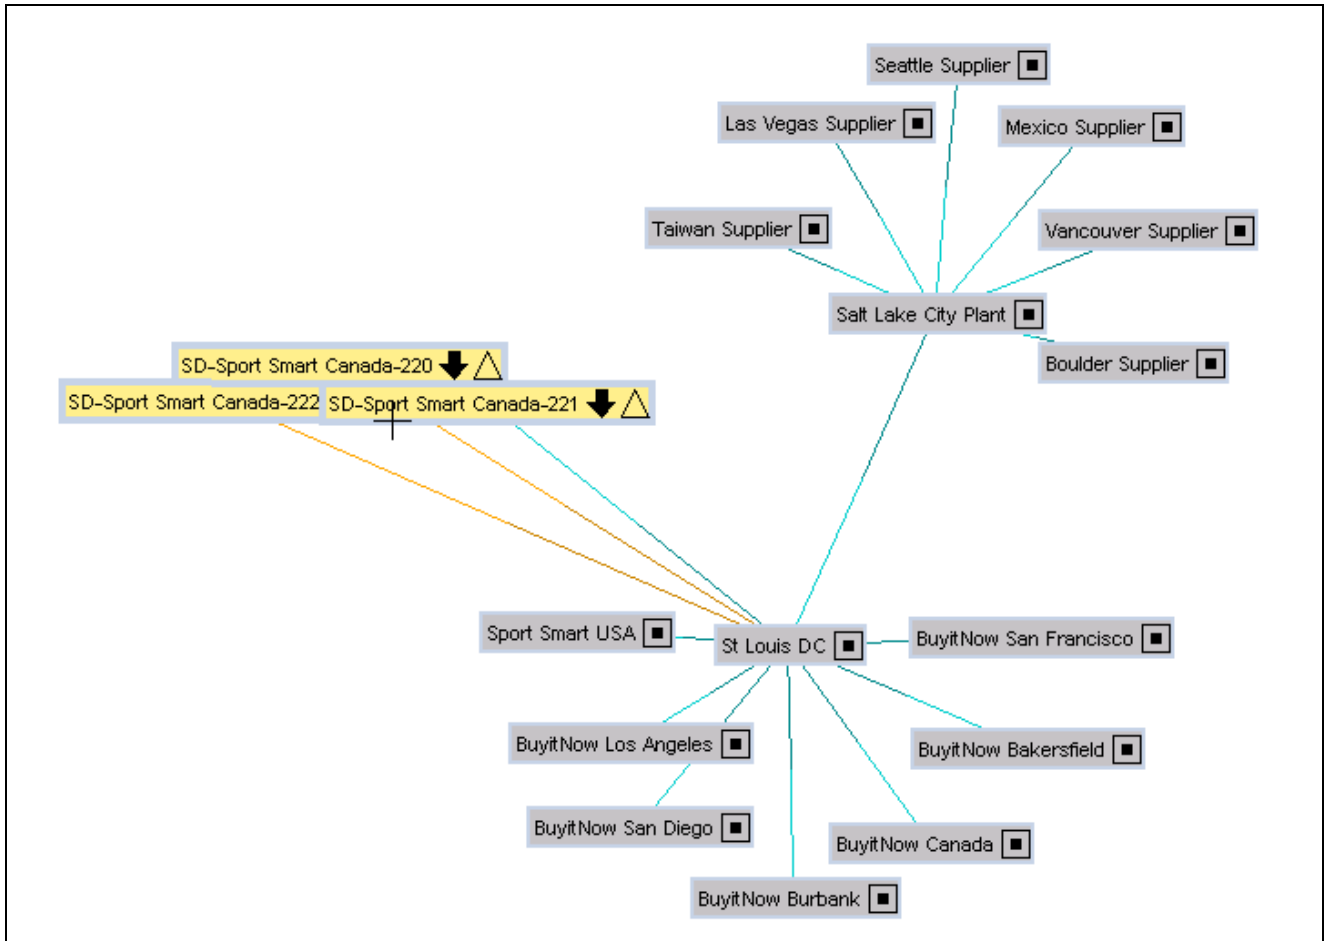 Seattle Supplier
Las Vegas Supplier
Mexico Supplier
Taiwan Supplier
Vancouver Supplier
Salt Lake City Plant
Boulder Supplier
SD-Sport Smart Canada-220
SD-Sport Smart Canada-222
SD-Sport Smart Canada-221
Sport Smart USA
St Louis DC
BuyitNow San Francisco
BuyitNow Los Angeles
BuyitNow Bakersfield
BuyitNow San Diego
BuyitNow Canada
BuyitNow Burbank